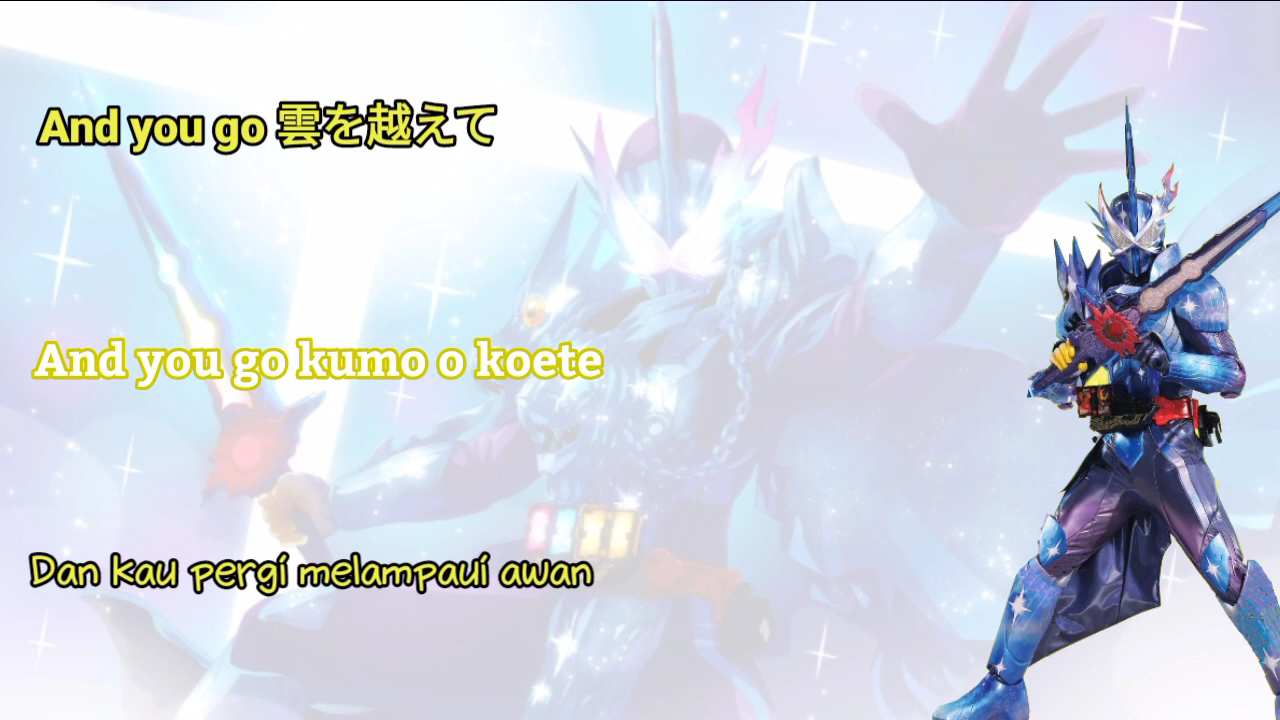 And you go 雲を越えて
And you go kumo o koete
Dan kau pergi melampaui awan